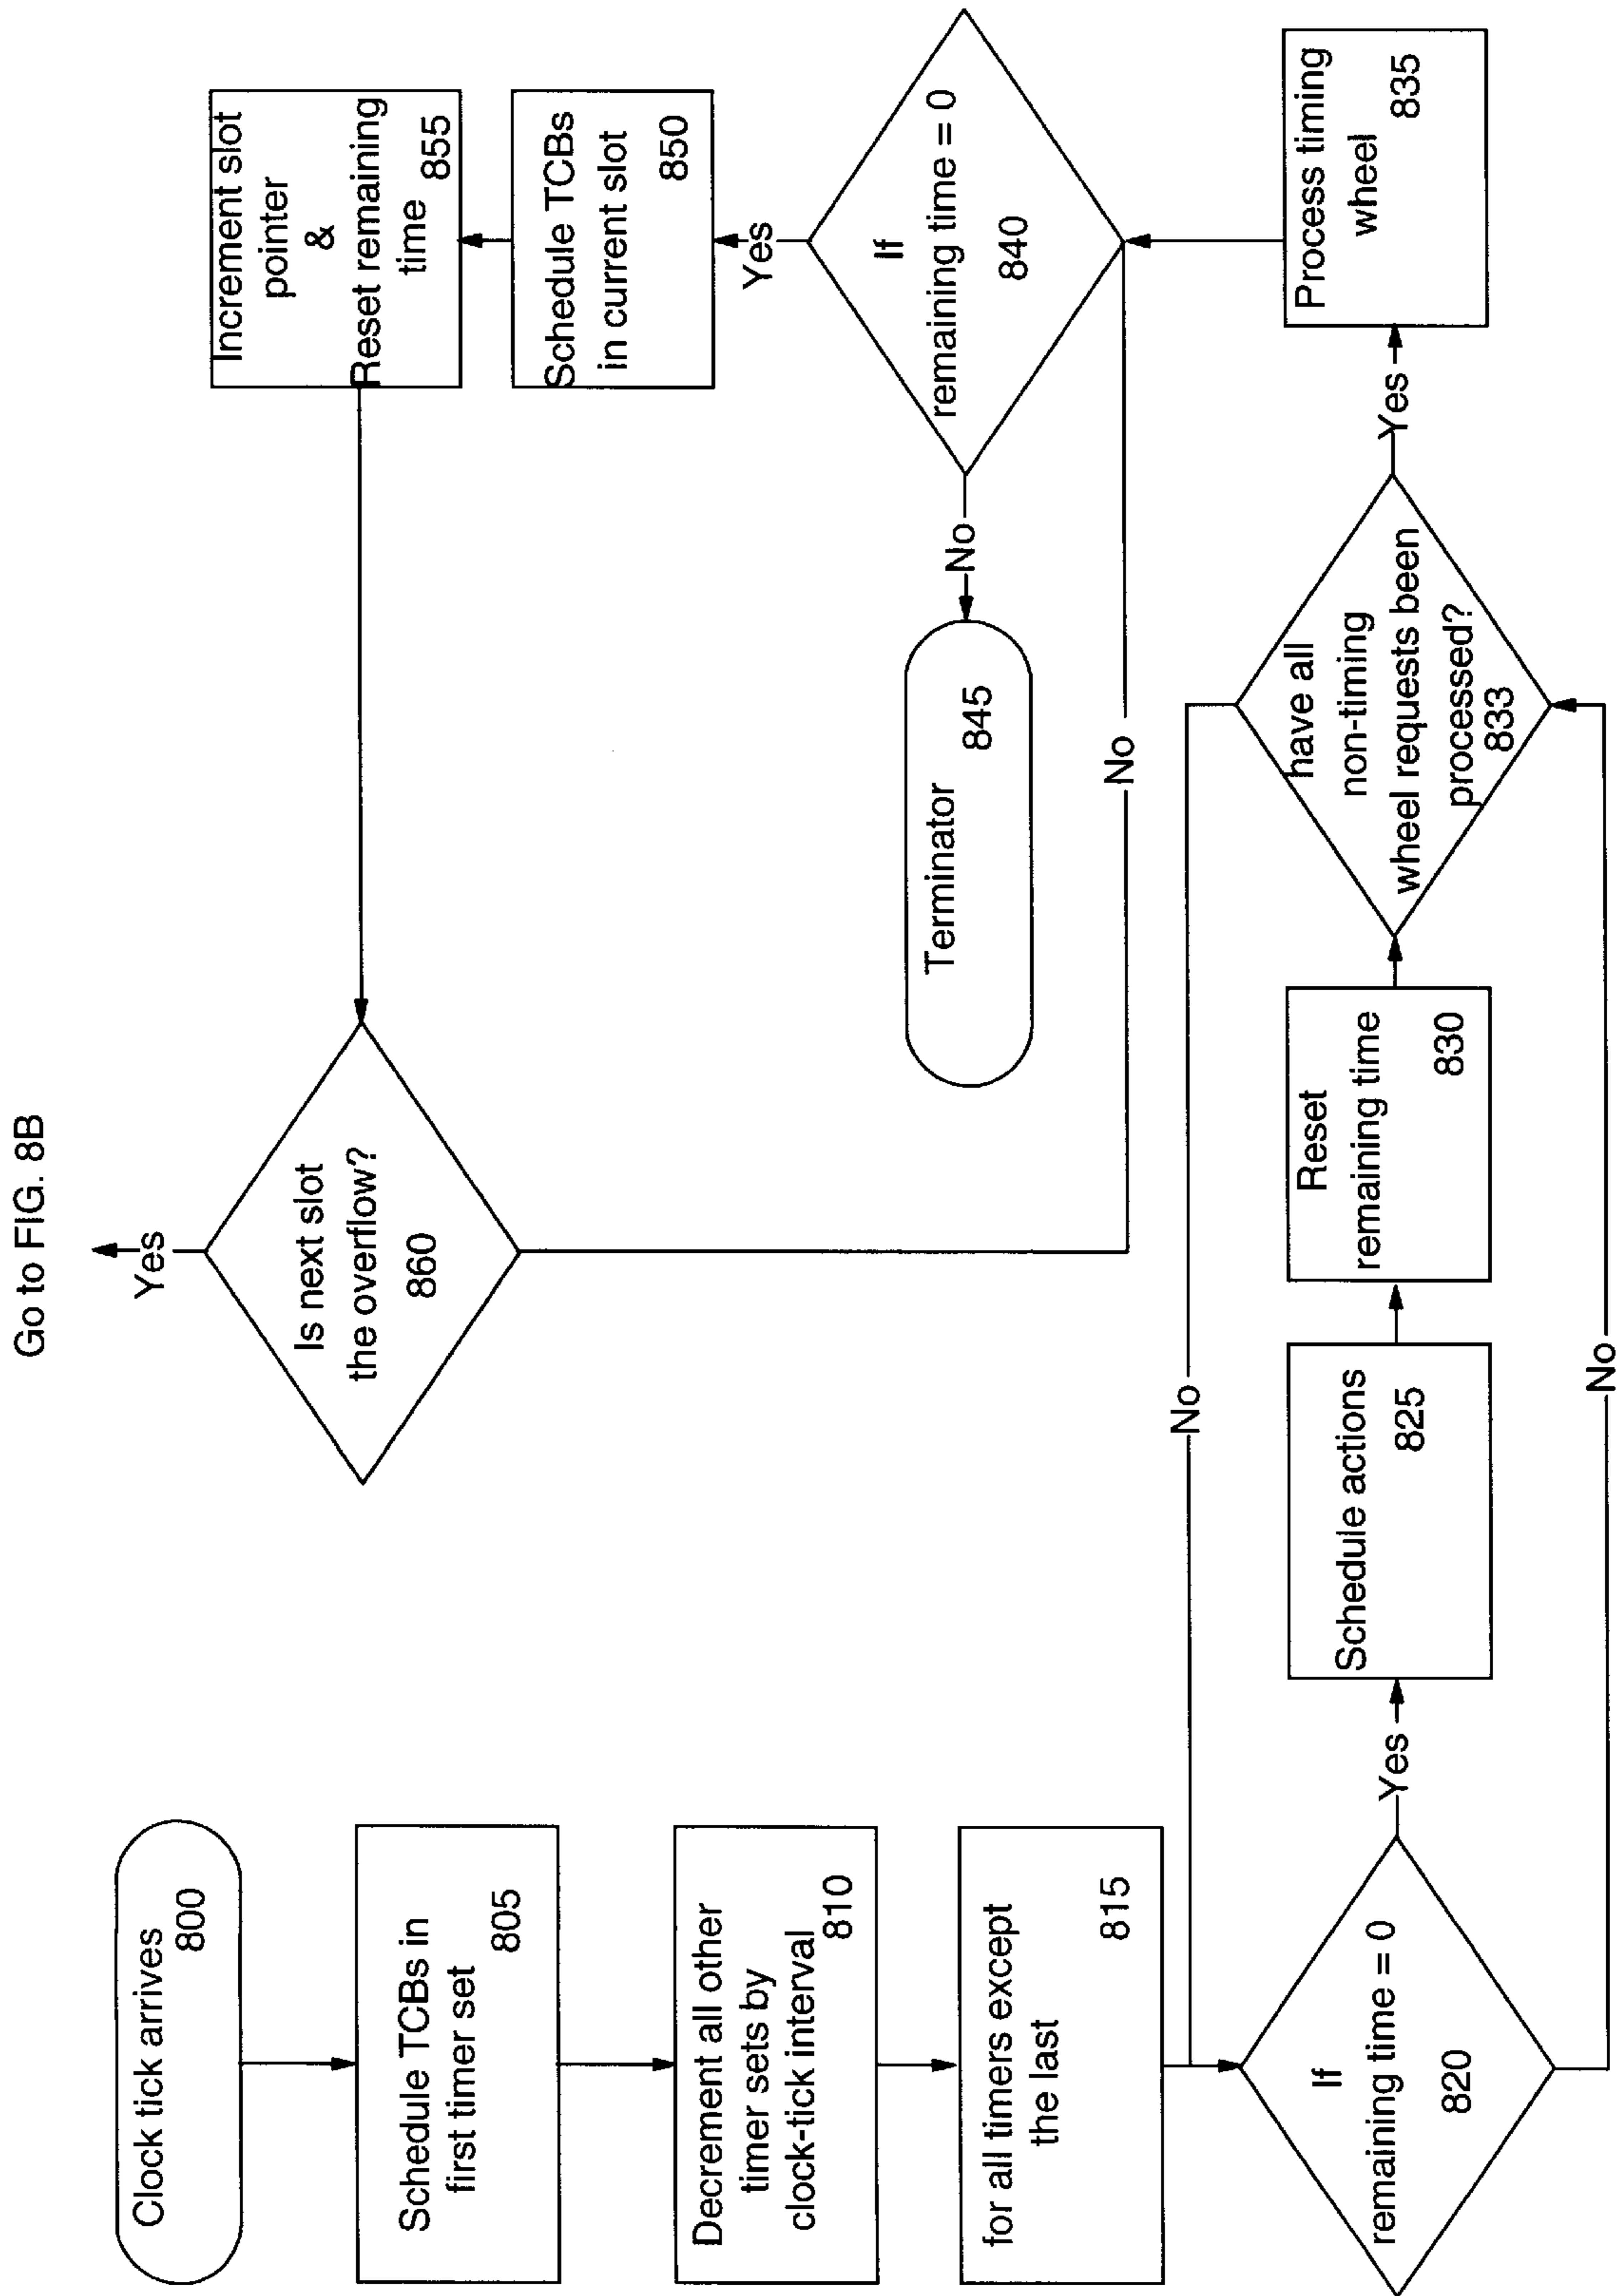 Go to FIG. 8B
Clock tick arrives
800
Schedule TCBs in
first timer set
805
Decrement all other
timer sets by
clock-tick interval
810
for all timers except
the last
815
If
remaining time = 0
820
Yes
No
Schedule actions
825
Reset
remaining time
830
have all
non-timing
wheel requests been
processed?
833
No
Yes
Process timing
wheel
835
If
remaining time = 0
840
No
Terminator
845
Yes
Schedule TCBs
in current slot
850
Increment slot
pointer
&
Reset remaining
time
855
Is next slot
the overflow?
860
Yes
No